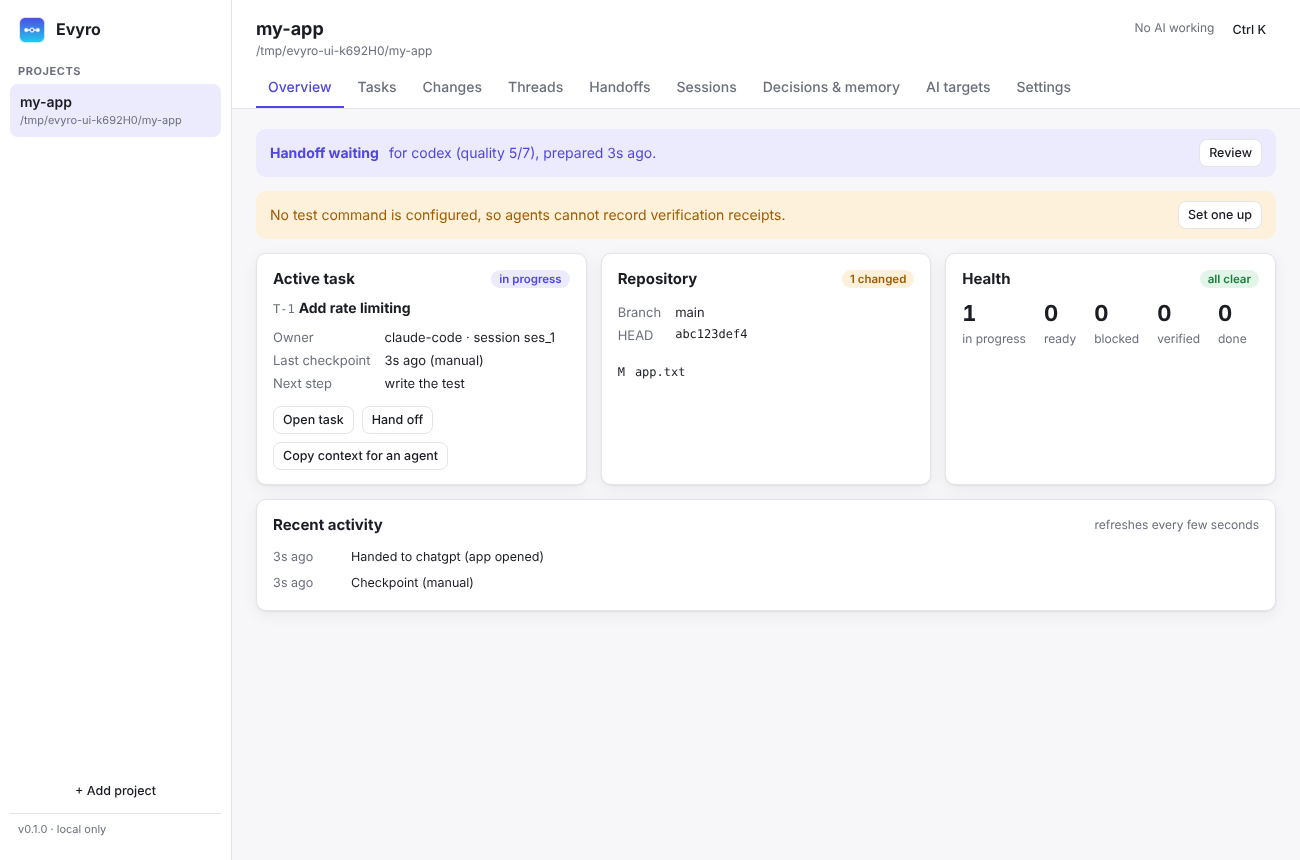 Evyro
PROJECTS
my-app
/tmp/evyro-ui-k692H0/my-app
+ Add project
v0.1.0 · local only
my-app
/tmp/evyro-ui-k692H0/my-app
No AI working Ctrl K
Overview Tasks Changes Threads Handoffs Sessions Decisions & memory AI targets Settings
Handoff waiting for codex (quality 5/7), prepared 3s ago. Review
No test command is configured, so agents cannot record verification receipts. Set one up
Active task in progress
T-1 Add rate limiting
Owner claude-code · session ses_1
Last checkpoint 3s ago (manual)
Next step write the test
Open task Hand off
Copy context for an agent
Repository 1 changed
Branch main
HEAD abc123def4
M app.txt
Health all clear
1 0 0 0 0
in progress ready blocked verified done
Recent activity refreshes every few seconds
3s ago Handed to chatgpt (app opened)
3s ago Checkpoint (manual)